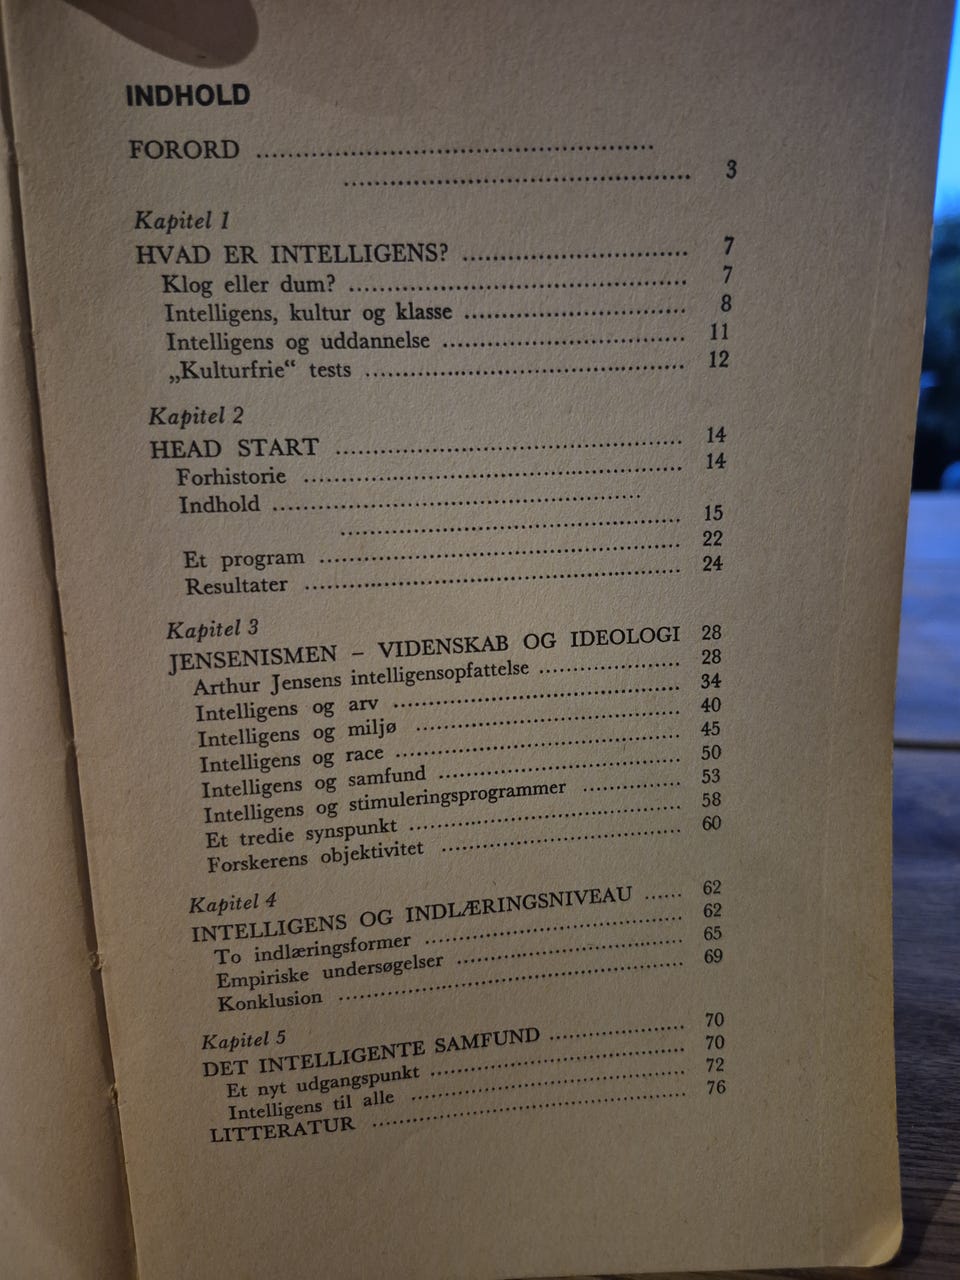 INDHOLD
FORORD ..................................................
.................................................. 3
Kapitel 1
HVAD ER INTELLIGENS? .............................. 7
Klog eller dum? .............................................. 7
Intelligens, kultur og klasse .............................. 8
Intelligens og uddannelse ................................ 11
„Kulturfrie“ tests ............................................ 12
Kapitel 2
HEAD START .............................................. 14
Forhistorie .................................................. 14
Indhold ..................................................
.................................................. 15
Et program .................................................. 22
Resultater .................................................. 24
Kapitel 3
JENSENISMEN – VIDENSKAB OG IDEOLOGI 28
Arthur Jensens intelligensopfattelse .................... 28
Intelligens og arv ........................................ 34
Intelligens og miljø ...................................... 40
Intelligens og race ........................................ 45
Intelligens og samfund .................................. 50
Intelligens og stimuleringsprogrammer .............. 53
Et tredie synspunkt ...................................... 58
Forskerens objektivitet .................................. 60
Kapitel 4
INTELLIGENS OG INDLÆRINGSNIVEAU ...... 62
To indlæringsformer .................................... 62
Empiriske undersøgelser ................................ 65
Konklusion .................................................. 69
Kapitel 5
DET INTELLIGENTE SAMFUND .................... 70
Et nyt udgangspunkt .................................... 70
Intelligens til alle ........................................ 72
LITTERATUR .............................................. 76